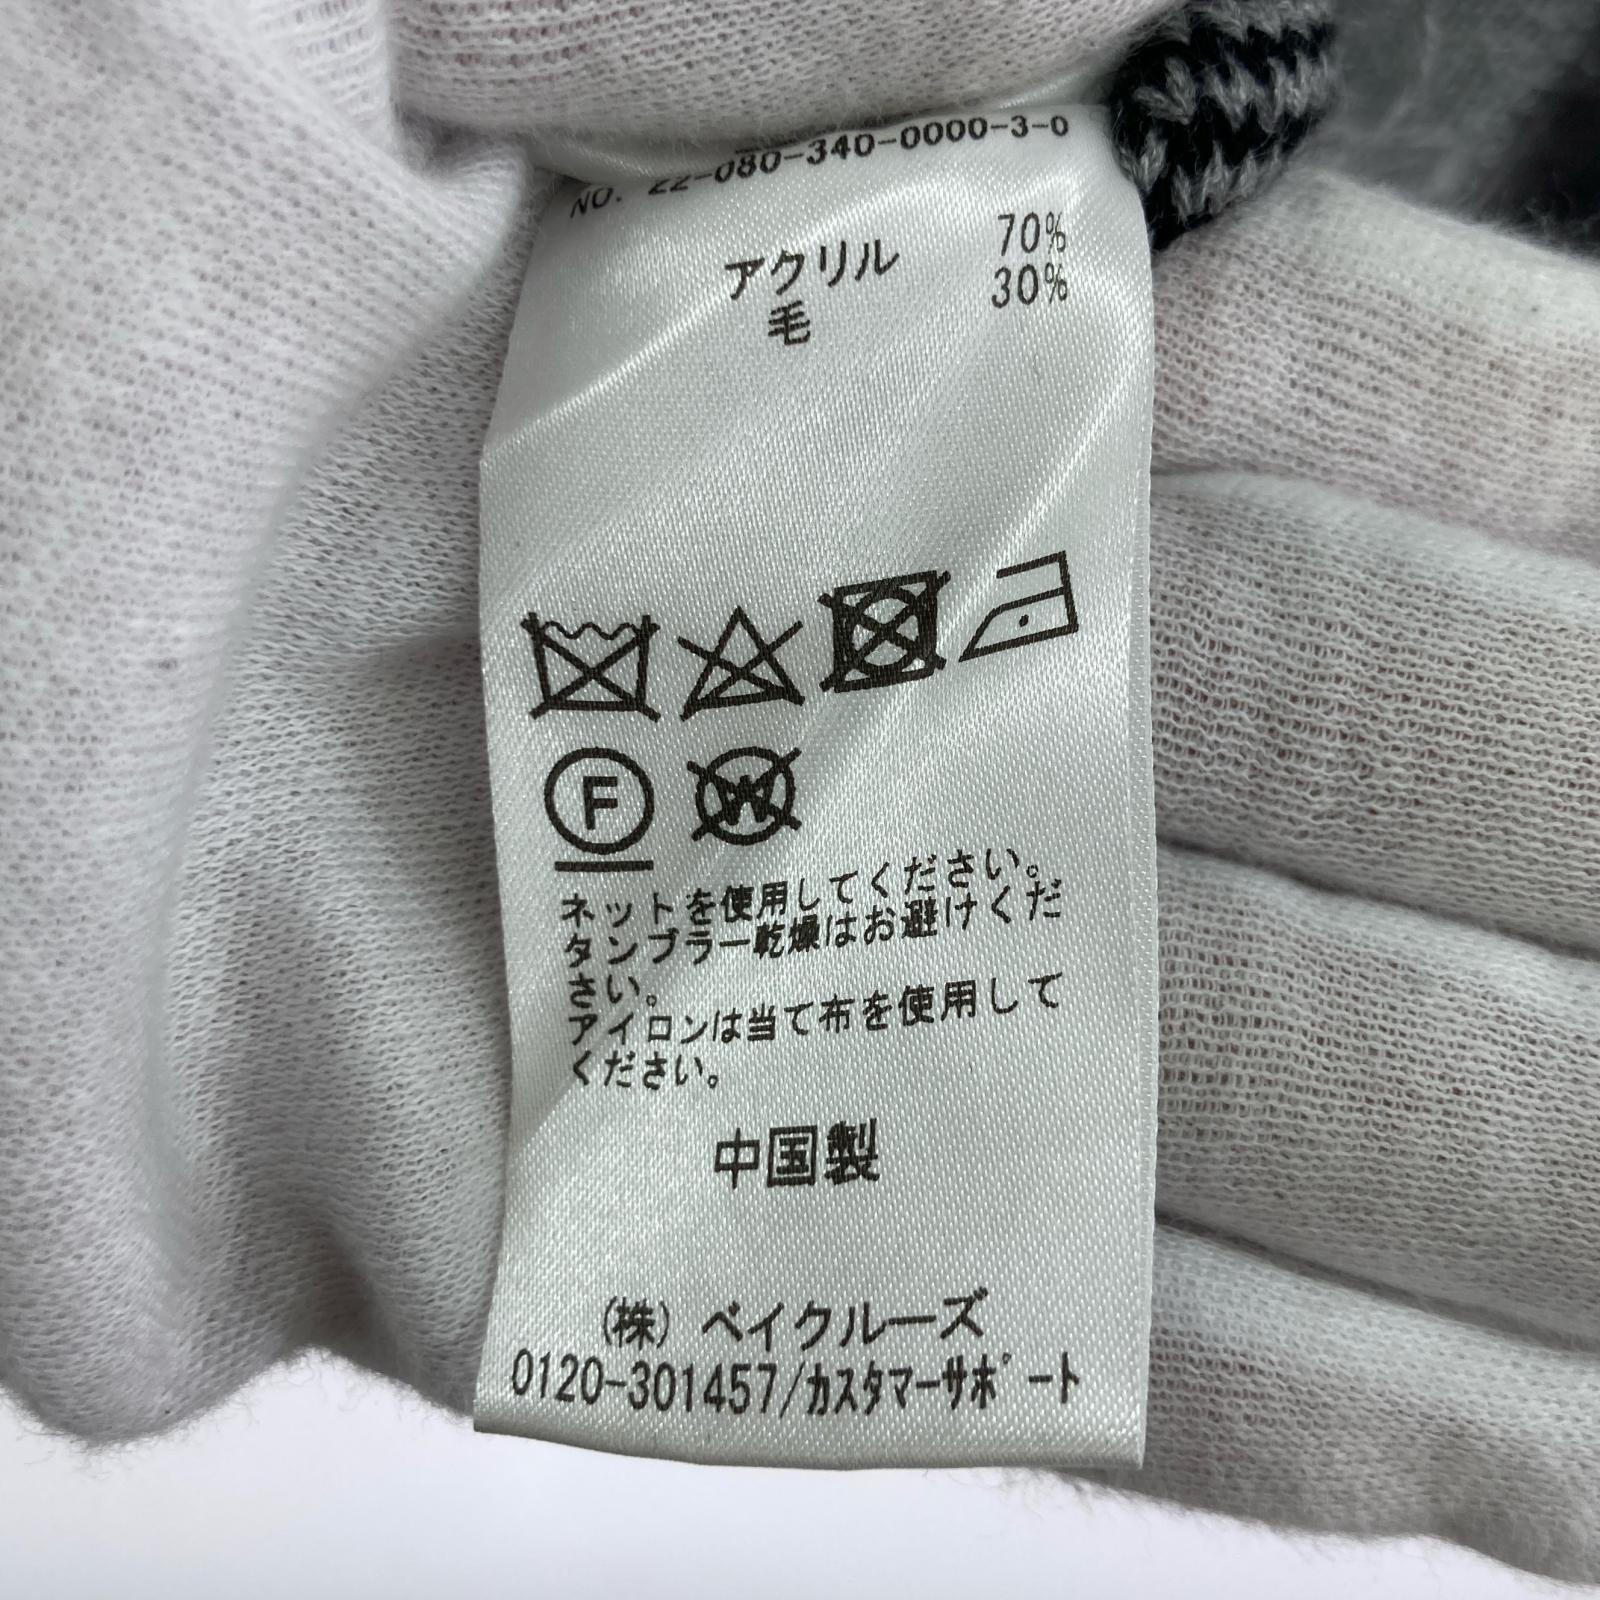 NO. 22-080-340-0000-3-0
アクリル 70%
毛 30%
F
W
ネットを使用してください。
タンブラー乾燥はお避けくだ
さい。
アイロンは当て布を使用して
ください。
中国製
(株) ベイクルーズ
0120-301457/カスタマーサポート